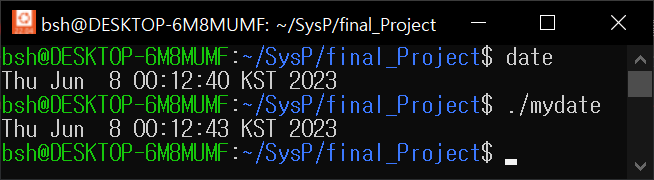 bsh@DESKTOP-6M8MUMF: ~/SysP/final_Project
bsh@DESKTOP-6M8MUMF:~/SysP/final_Project$ date
Thu Jun  8 00:12:40 KST 2023
bsh@DESKTOP-6M8MUMF:~/SysP/final_Project$ ./mydate
Thu Jun  8 00:12:43 KST 2023
bsh@DESKTOP-6M8MUMF:~/SysP/final_Project$